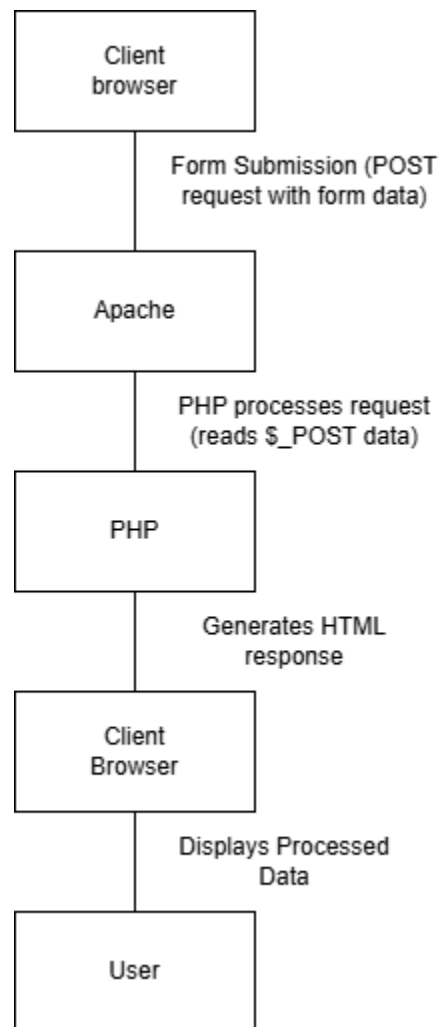 Client
browser
Form Submission (POST
request with form data)
Apache
PHP processes request
(reads $_POST data)
PHP
Generates HTML
response
Client
Browser
Displays Processed
Data
User